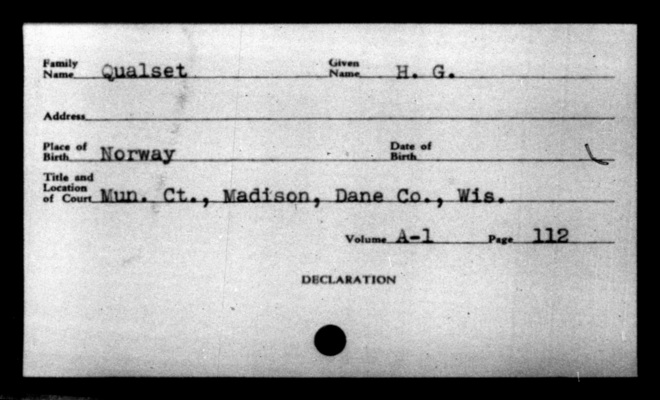 Family Name Qualset Given Name H. G.
Address
Place of Birth Norway Date of Birth
Title and Location of Court Mun. Ct., Madison, Dane Co., Wis.
Volume A-1 Page 112
DECLARATION